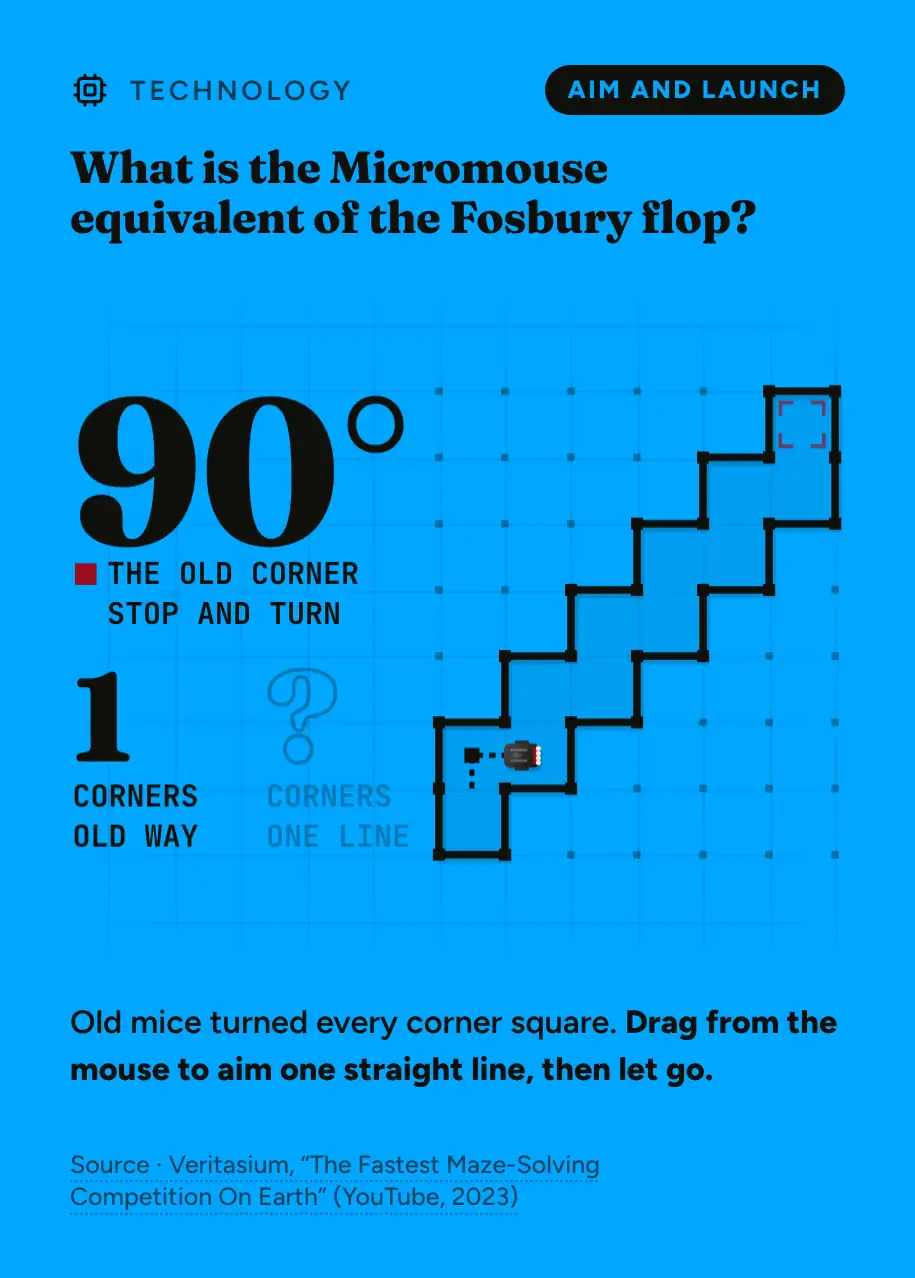 TECHNOLOGY
AIM AND LAUNCH
What is the Micromouse
equivalent of the Fosbury flop?
90°
THE OLD CORNER
STOP AND TURN
1
CORNERS
OLD WAY
?
CORNERS
ONE LINE
Old mice turned every corner square. Drag from the
mouse to aim one straight line, then let go.
Source · Veritasium, “The Fastest Maze-Solving
Competition On Earth” (YouTube, 2023)